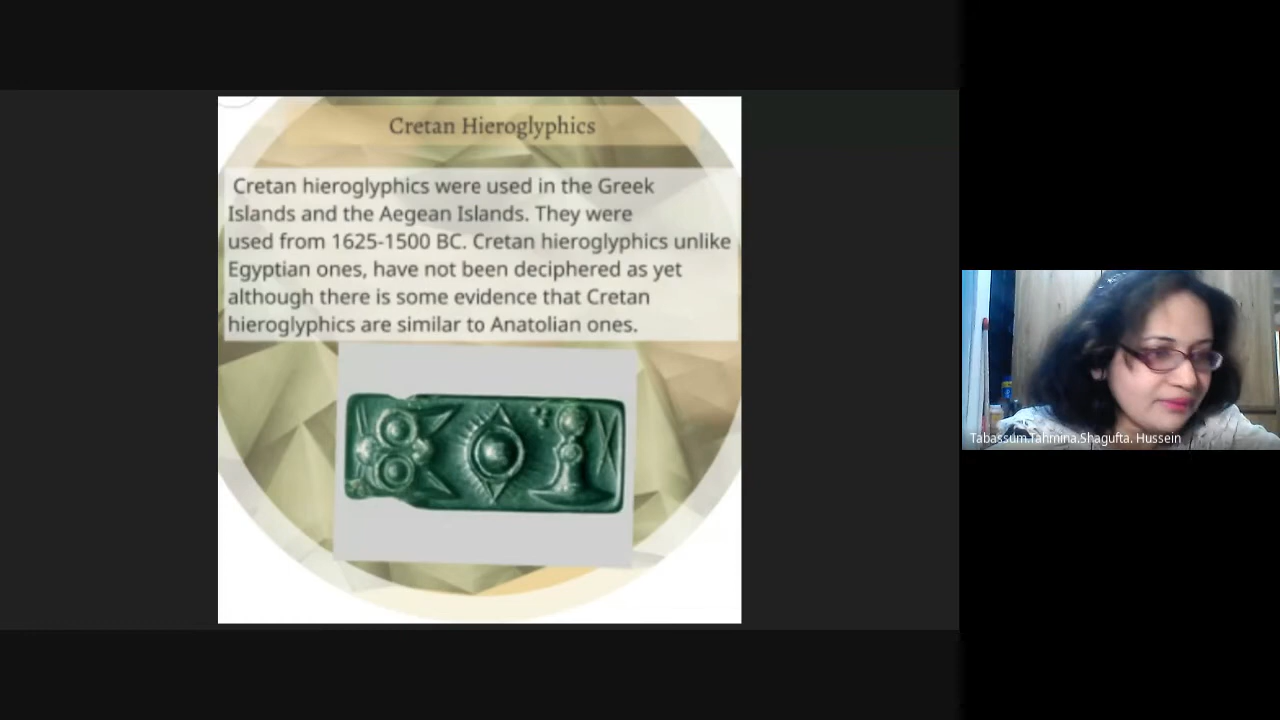 Cretan Hieroglyphics
Cretan hieroglyphics were used in the Greek
Islands and the Aegean Islands. They were
used from 1625-1500 BC. Cretan hieroglyphics unlike
Egyptian ones, have not been deciphered as yet
although there is some evidence that Cretan
hieroglyphics are similar to Anatolian ones.
Tabassum.Tahmina.Shagufta. Hussein